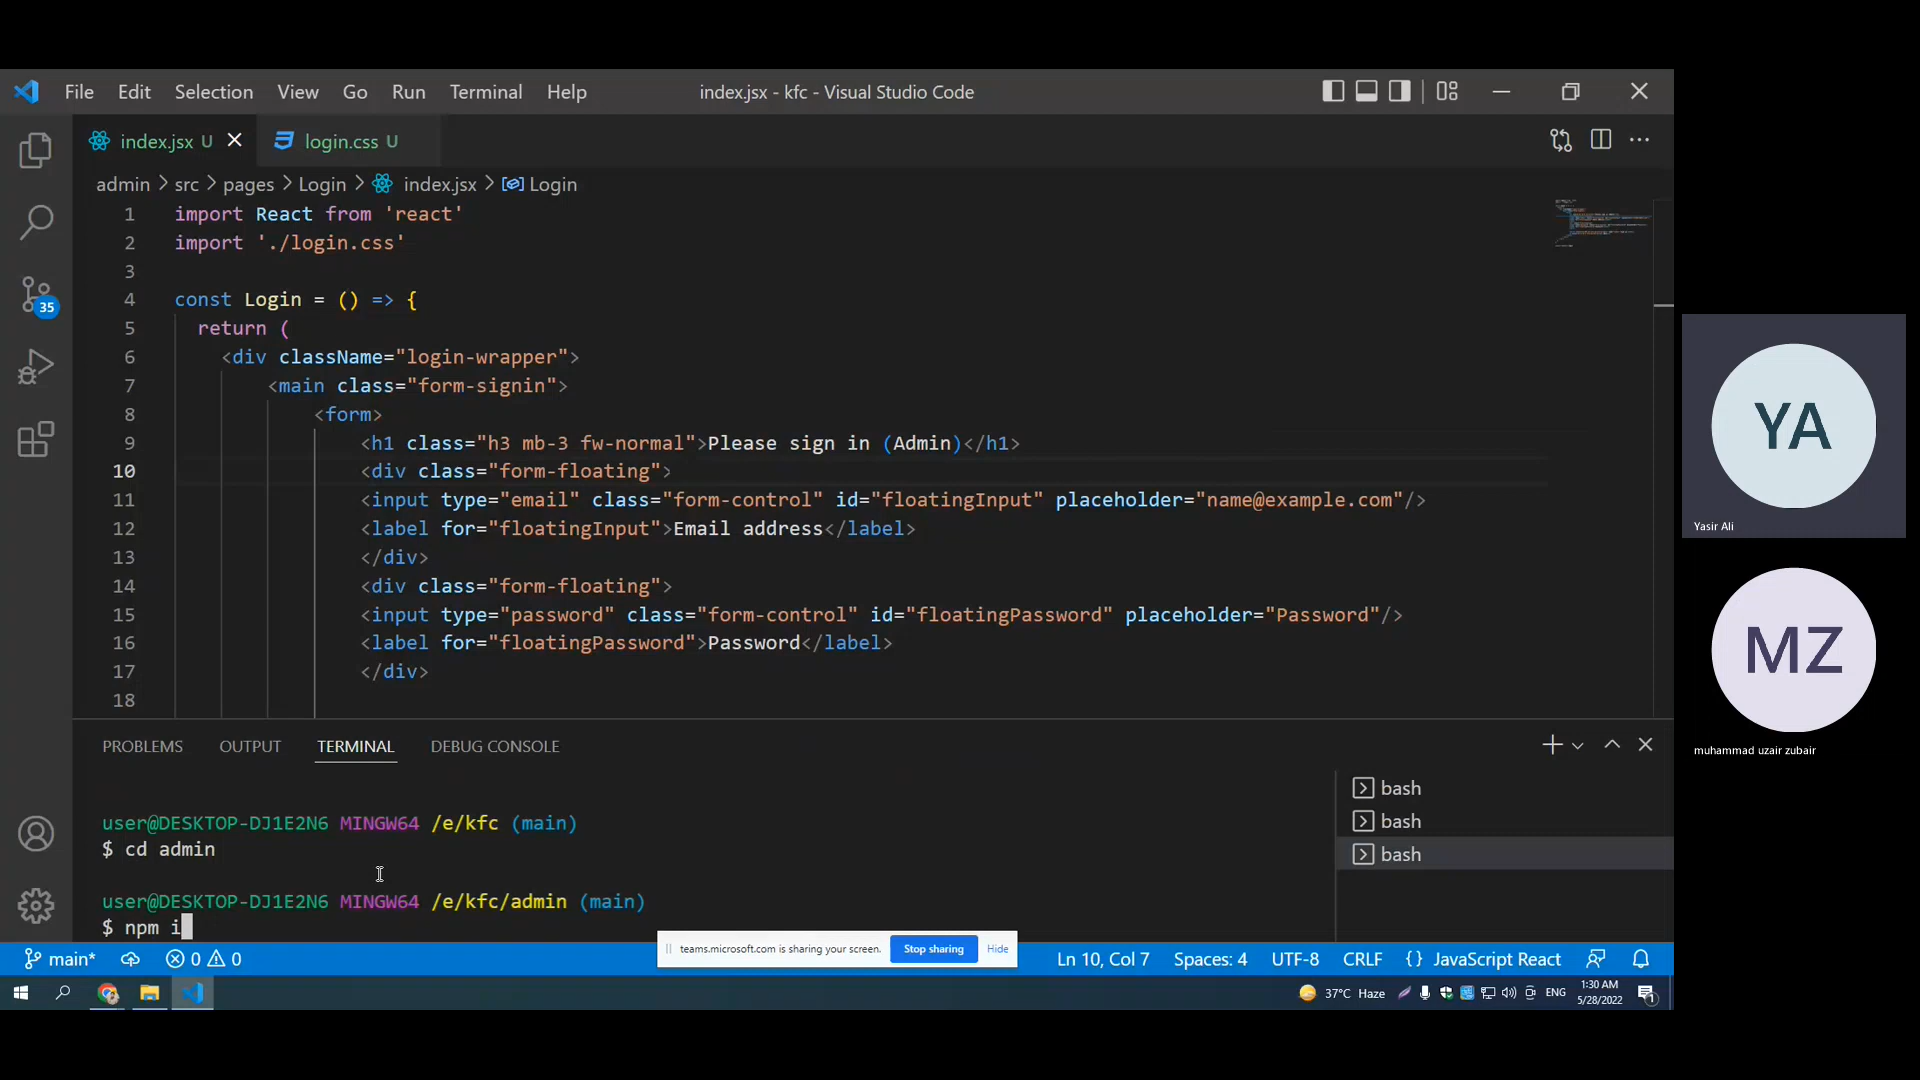 File Edit Selection View Go Run Terminal Help index.jsx - kfc - Visual Studio Code
index.jsx U login.css U
admin > src > pages > Login > index.jsx > Login
1 import React from 'react'
2 import './login.css'
3
4 const Login = () => {
5 return (
6 <div className="login-wrapper">
7 <main class="form-signin">
8 <form>
9 <h1 class="h3 mb-3 fw-normal">Please sign in (Admin)</h1>
10 <div class="form-floating">
11 <input type="email" class="form-control" id="floatingInput" placeholder="name@example.com"/>
12 <label for="floatingInput">Email address</label>
13 </div>
14 <div class="form-floating">
15 <input type="password" class="form-control" id="floatingPassword" placeholder="Password"/>
16 <label for="floatingPassword">Password</label>
17 </div>
18
35
PROBLEMS OUTPUT TERMINAL DEBUG CONSOLE
user@DESKTOP-DJ1E2N6 MINGW64 /e/kfc (main)
$ cd admin
user@DESKTOP-DJ1E2N6 MINGW64 /e/kfc/admin (main)
$ npm i
bash
bash
bash
teams.microsoft.com is sharing your screen. Stop sharing Hide
main* 0 0 Ln 10, Col 7 Spaces: 4 UTF-8 CRLF {} JavaScript React
37°C Haze ENG 1:30 AM
5/28/2022
1
YA
Yasir Ali
MZ
muhammad uzair zubair